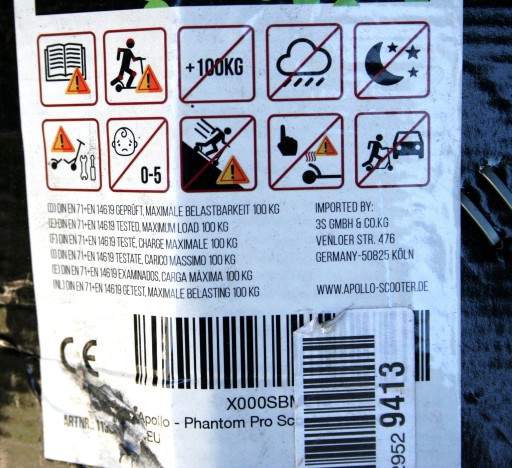 +100KG
0-5
(D) DIN EN 71+EN 14619 GEPRÜFT, MAXIMALE BELASTBARKEIT 100 KG
(E) DIN EN 71+EN 14619 TESTED, MAXIMUM LOAD 100 KG
(F) DIN EN 71+EN 14619 TESTÉ, CHARGE MAXIMALE 100 KG
(I) DIN EN 71+EN 14619 TESTATE, CARICO MASSIMO 100 KG
(E) DIN EN 71+EN 14619 EXAMINADOS, CARGA MÁXIMA 100 KG
(NL) DIN EN 71+EN 14619 GETEST, MAXIMALE BELASTING 100 KG
IMPORTED BY:
3S GMBH & CO.KG
VENLOER STR. 476
GERMANY-50825 KÖLN
WWW.APOLLO-SCOOTER.DE
CE
X000SBM
ARTNR.:
Apollo - Phantom Pro Sc
EU
952 9413